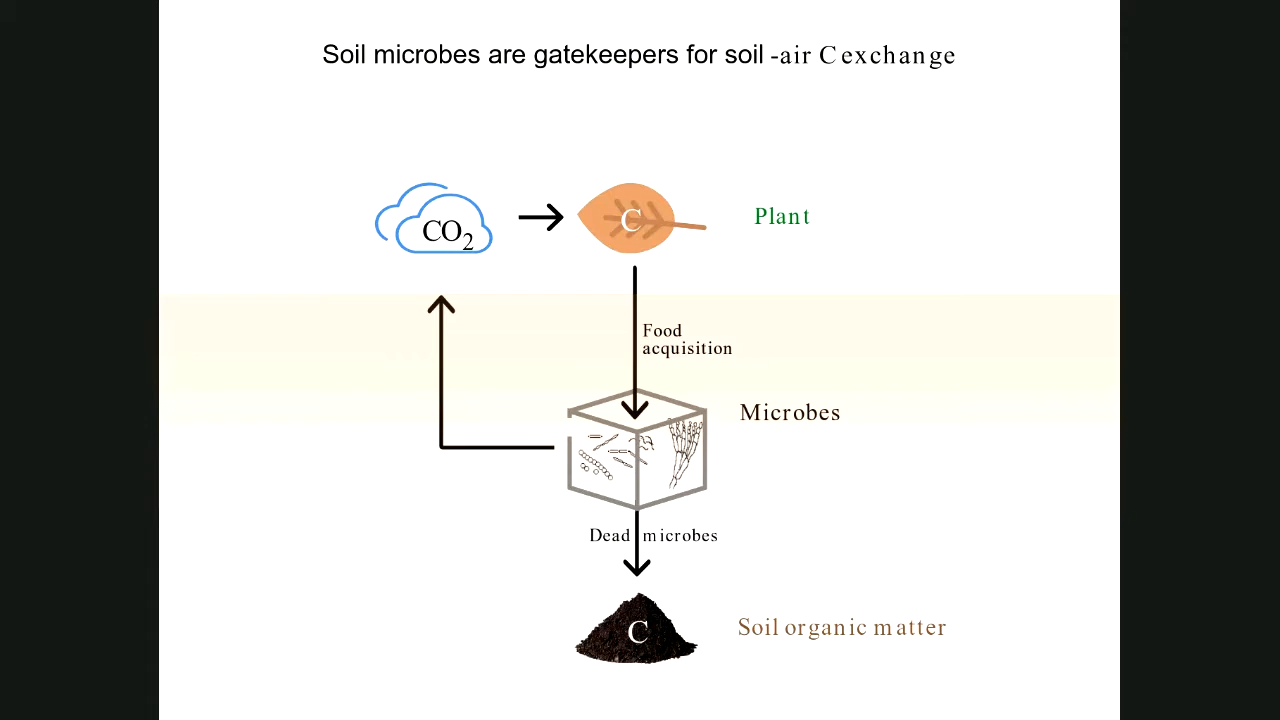 Soil microbes are gatekeepers for soil -air C exchange
CO₂
C
Plant
Food
acquisition
Microbes
Dead microbes
C
Soil organic matter